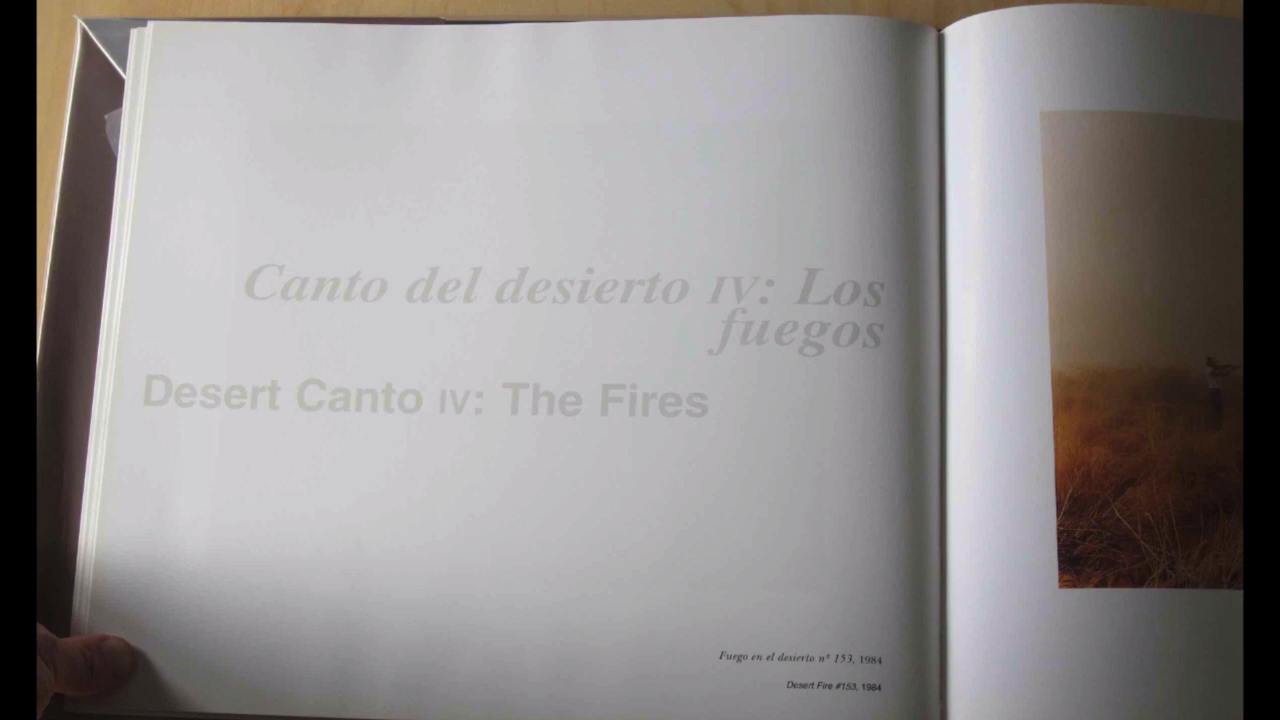 Canto del desierto IV: Los
fuegos
Desert Canto IV: The Fires
Fuego en el desierto nº 153, 1984
Desert Fire #153, 1984